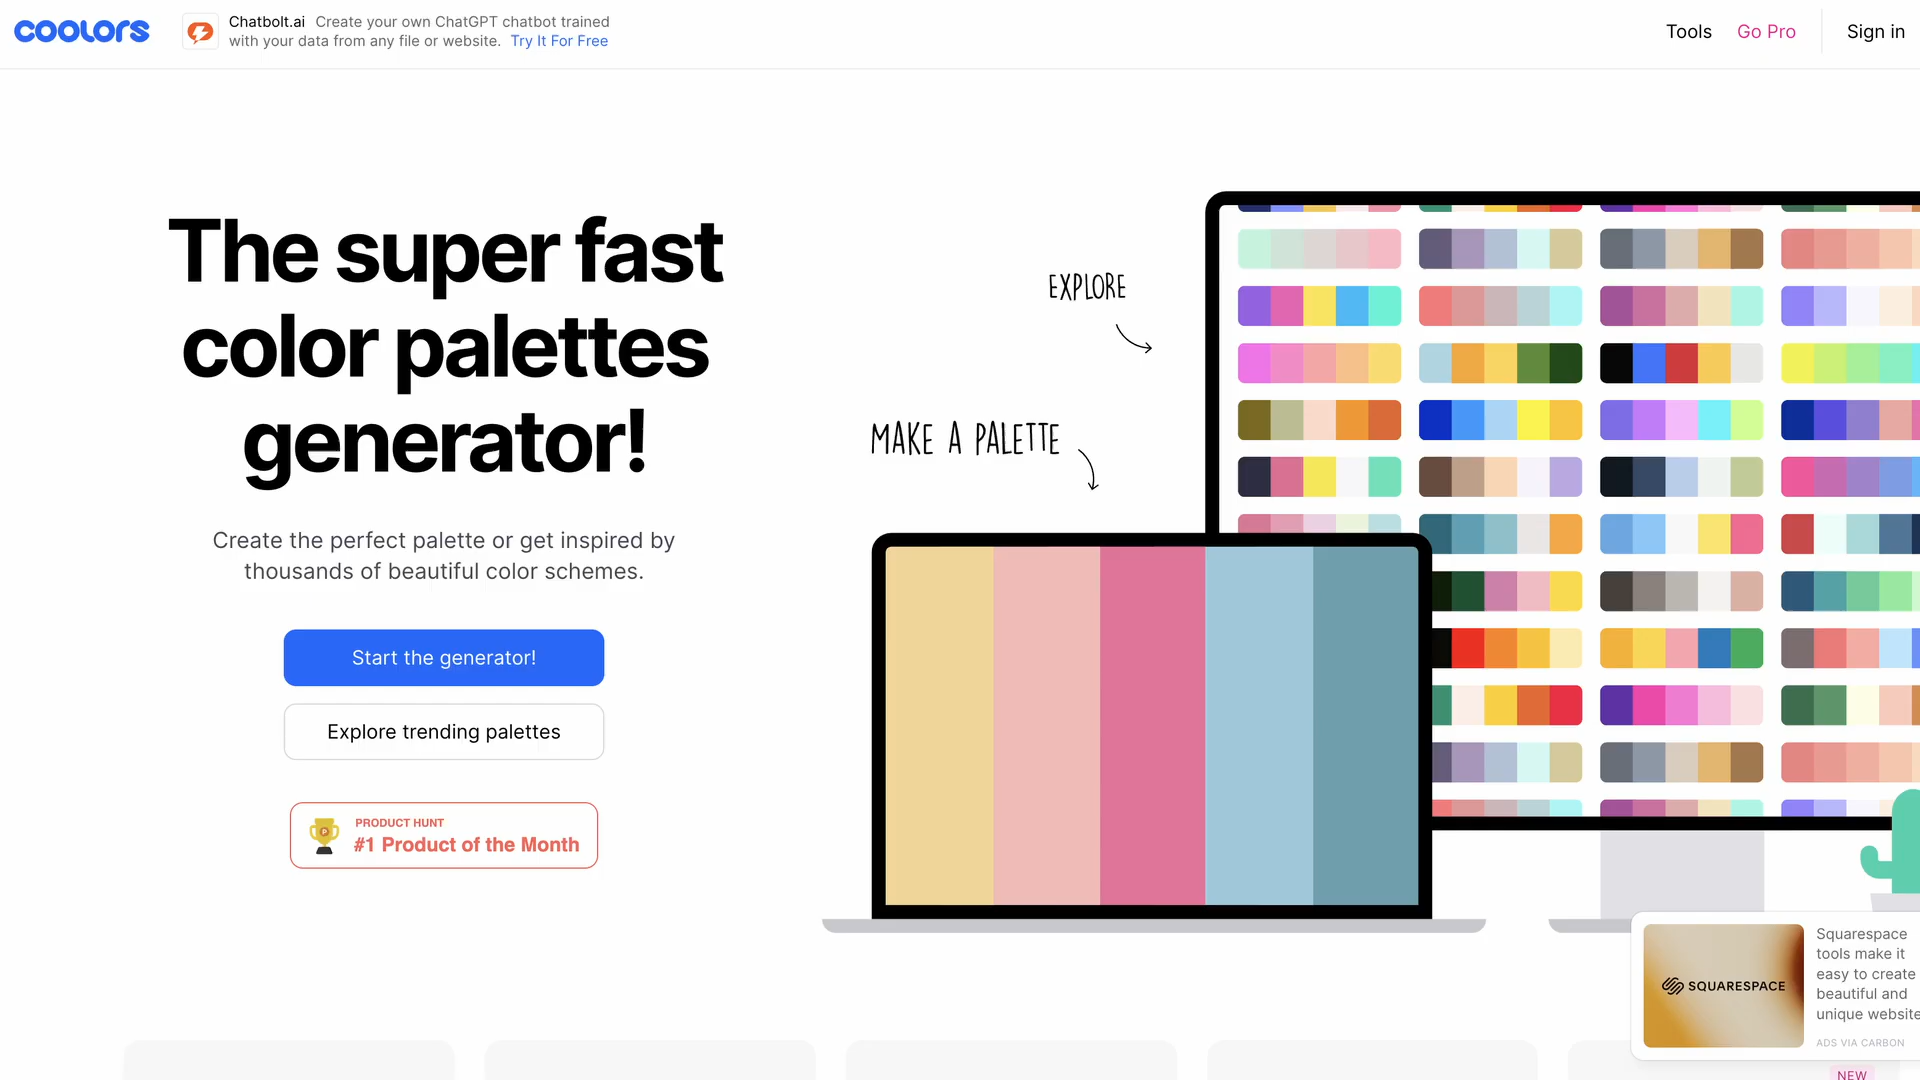 coolors
Chatbolt.ai Create your own ChatGPT chatbot trained
with your data from any file or website. Try It For Free
Tools
Go Pro
Sign in
The super fast
color palettes
generator!
Create the perfect palette or get inspired by
thousands of beautiful color schemes.
Start the generator!
Explore trending palettes
PRODUCT HUNT
#1 Product of the Month
EXPLORE
MAKE A PALETTE
SQUARESPACE
Squarespace
tools make it
easy to create
beautiful and
unique website
ADS VIA CARBON
NEW